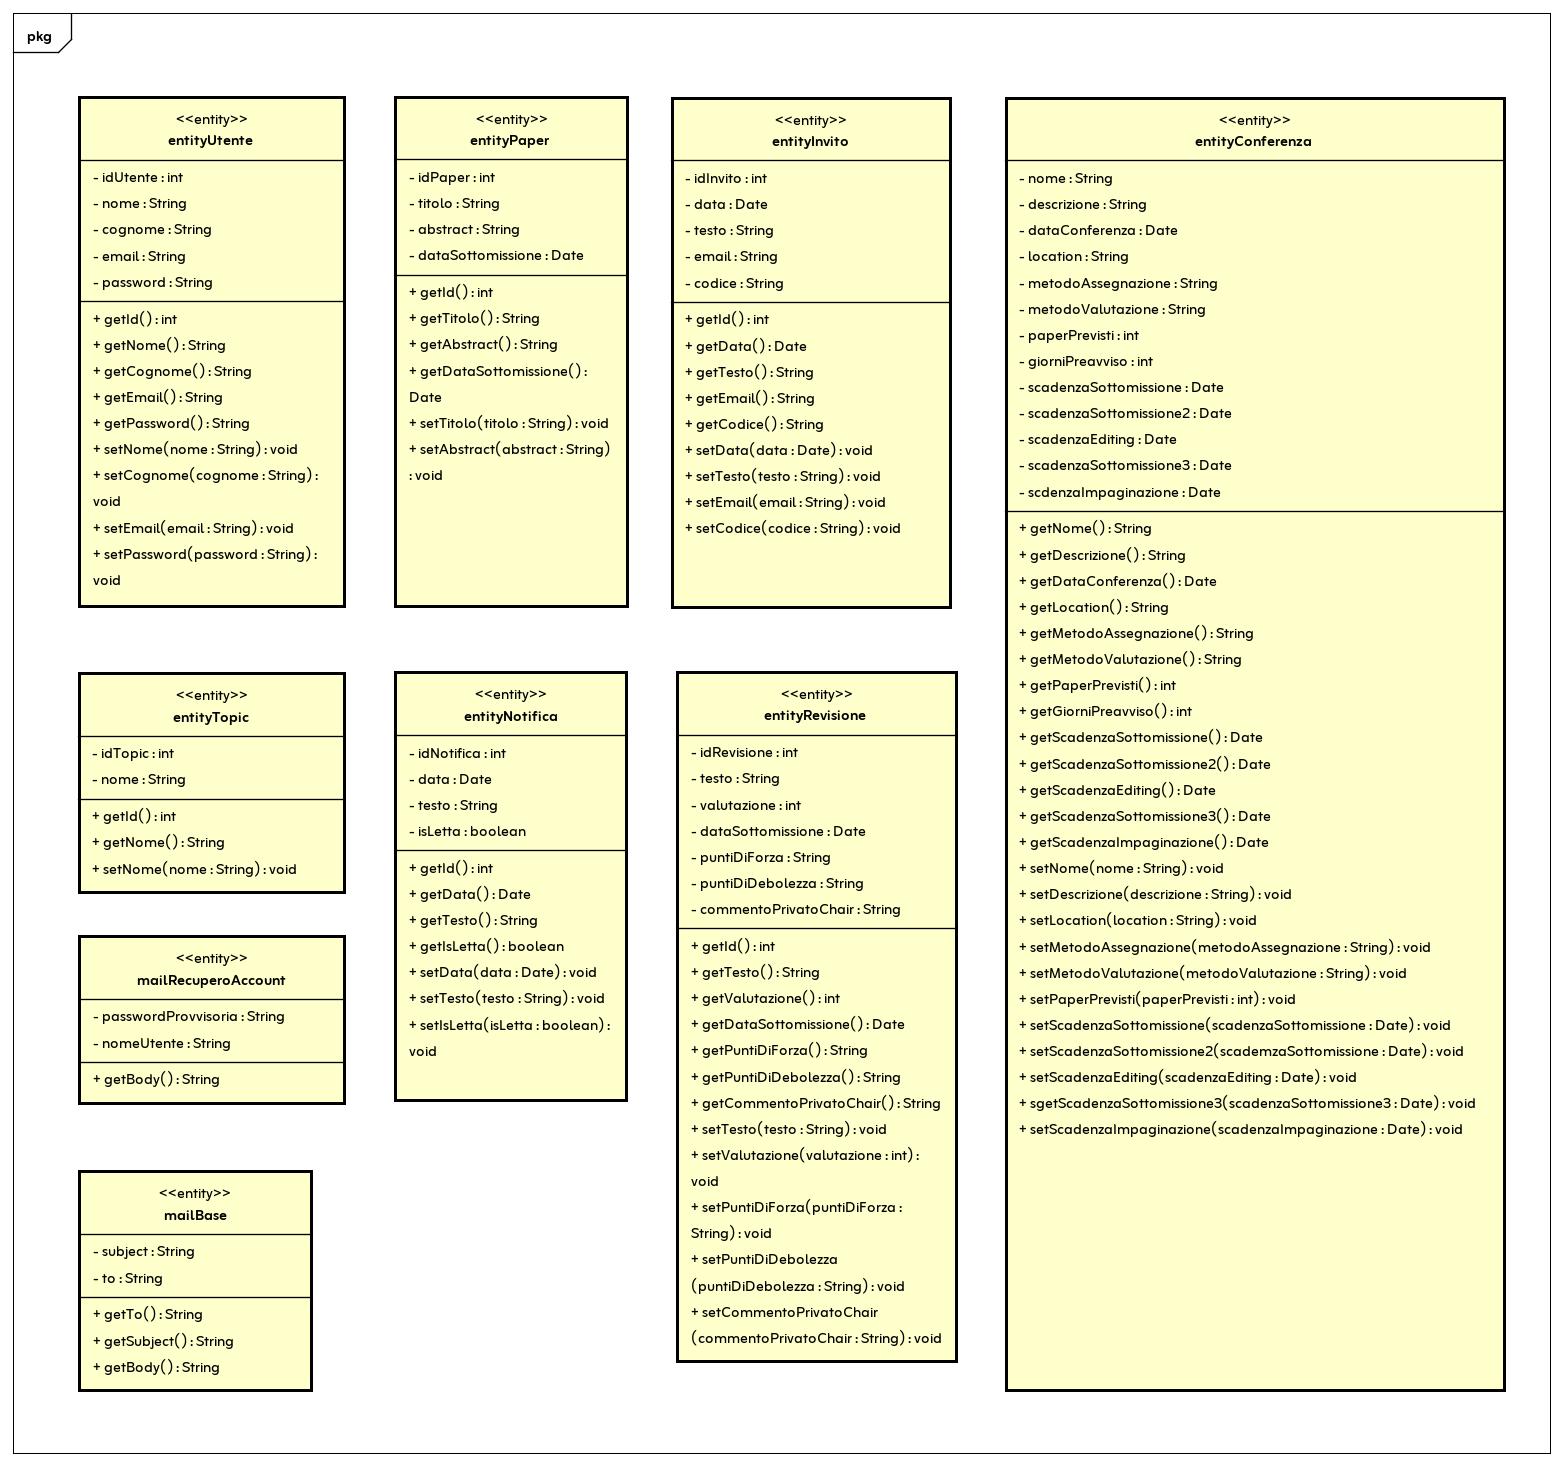 pkg
<<entity>>
entityUtente
- idUtente : int
- nome : String
- cognome : String
- email : String
- password : String
+ getId() : int
+ getNome() : String
+ getCognome() : String
+ getEmail() : String
+ getPassword() : String
+ setNome(nome : String) : void
+ setCognome(cognome : String) :
void
+ setEmail(email : String) : void
+ setPassword(password : String) :
void
<<entity>>
entityPaper
- idPaper : int
- titolo : String
- abstract : String
- dataSottomissione : Date
+ getId() : int
+ getTitolo() : String
+ getAbstract() : String
+ getDataSottomissione() :
Date
+ setTitolo(titolo : String) : void
+ setAbstract(abstract : String)
: void
<<entity>>
entityInvito
- idInvito : int
- data : Date
- testo : String
- email : String
- codice : String
+ getId() : int
+ getData() : Date
+ getTesto() : String
+ getEmail() : String
+ getCodice() : String
+ setData(data : Date) : void
+ setTesto(testo : String) : void
+ setEmail(email : String) : void
+ setCodice(codice : String) : void
<<entity>>
entityConferenza
- nome : String
- descrizione : String
- dataConferenza : Date
- location : String
- metodoAssegnazione : String
- metodoValutazione : String
- paperPrevisti : int
- giorniPreavviso : int
- scadenzaSottomissione : Date
- scadenzaSottomissione2 : Date
- scadenzaEditing : Date
- scadenzaSottomissione3 : Date
- scdenzaImpaginazione : Date
+ getNome() : String
+ getDescrizione() : String
+ getDataConferenza() : Date
+ getLocation() : String
+ getMetodoAssegnazione() : String
+ getMetodoValutazione() : String
+ getPaperPrevisti() : int
+ getGiorniPreavviso() : int
+ getScadenzaSottomissione() : Date
+ getScadenzaSottomissione2() : Date
+ getScadenzaEditing() : Date
+ getScadenzaSottomissione3() : Date
+ getScadenzaImpaginazione() : Date
+ setNome(nome : String) : void
+ setDescrizione(descrizione : String) : void
+ setLocation(location : String) : void
+ setMetodoAssegnazione(metodoAssegnazione : String) : void
+ setMetodoValutazione(metodoValutazione : String) : void
+ setPaperPrevisti(paperPrevisti : int) : void
+ setScadenzaSottomissione(scadenzaSottomissione : Date) : void
+ setScadenzaSottomissione2(scademzaSottomissione : Date) : void
+ setScadenzaEditing(scadenzaEditing : Date) : void
+ sgetScadenzaSottomissione3(scadenzaSottomissione3 : Date) : void
+ setScadenzaImpaginazione(scadenzaImpaginazione : Date) : void
<<entity>>
entityTopic
- idTopic : int
- nome : String
+ getId() : int
+ getNome() : String
+ setNome(nome : String) : void
<<entity>>
entityNotifica
- idNotifica : int
- data : Date
- testo : String
- isLetta : boolean
+ getId() : int
+ getData() : Date
+ getTesto() : String
+ getIsLetta() : boolean
+ setData(data : Date) : void
+ setTesto(testo : String) : void
+ setIsLetta(isLetta : boolean) :
void
<<entity>>
entityRevisione
- idRevisione : int
- testo : String
- valutazione : int
- dataSottomissione : Date
- puntiDiForza : String
- puntiDiDebolezza : String
- commentoPrivatoChair : String
+ getId() : int
+ getTesto() : String
+ getValutazione() : int
+ getDataSottomissione() : Date
+ getPuntiDiForza() : String
+ getPuntiDiDebolezza() : String
+ getCommentoPrivatoChair() : String
+ setTesto(testo : String) : void
+ setValutazione(valutazione : int) :
void
+ setPuntiDiForza(puntiDiForza :
String) : void
+ setPuntiDiDebolezza
(puntiDiDebolezza : String) : void
+ setCommentoPrivatoChair
(commentoPrivatoChair : String) : void
<<entity>>
mailRecuperoAccount
- passwordProvvisoria : String
- nomeUtente : String
+ getBody() : String
<<entity>>
mailBase
- subject : String
- to : String
+ getTo() : String
+ getSubject() : String
+ getBody() : String